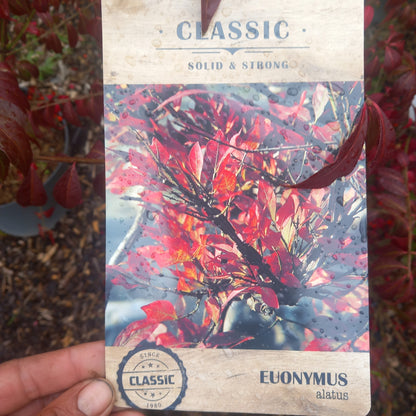 · CLASSIC ·
SOLID & STRONG
SINCE
CLASSIC
1980
EUONYMUS
alatus